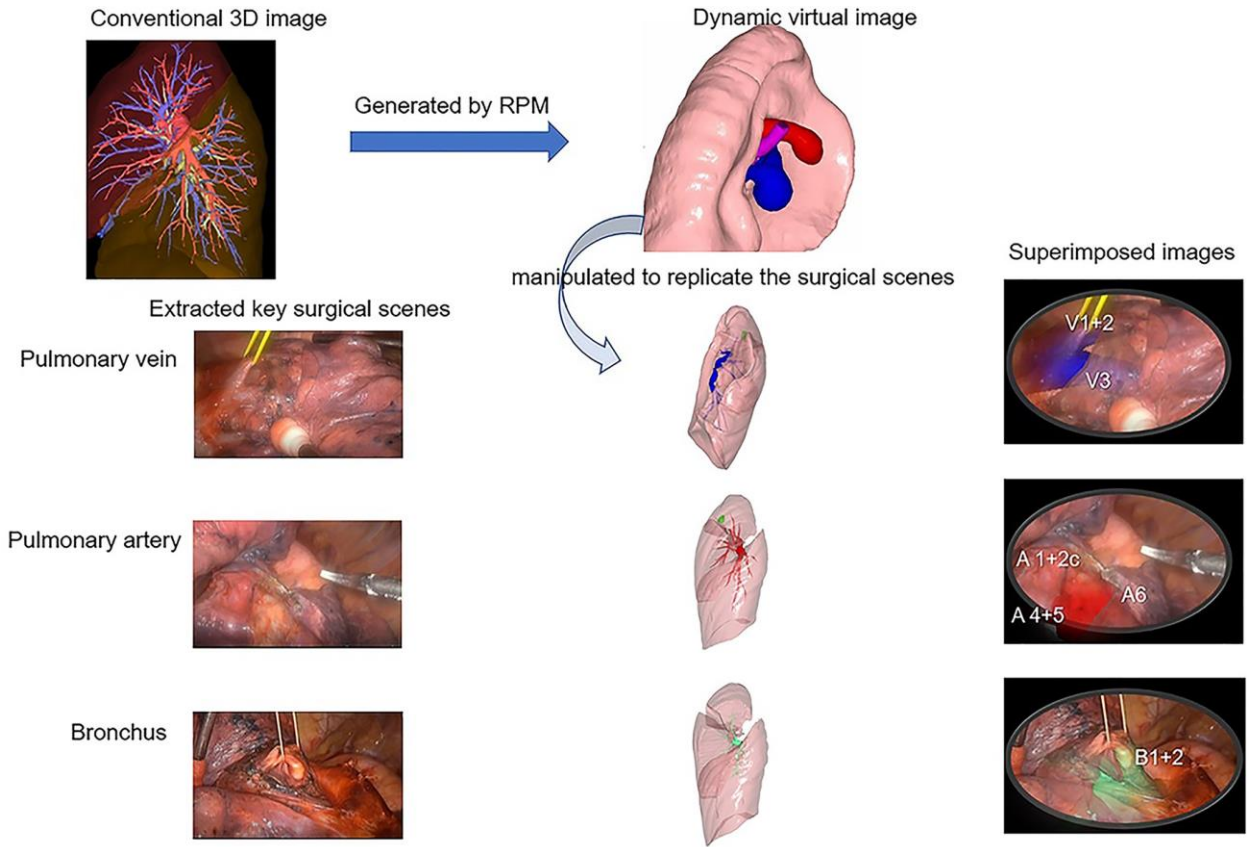 Conventional 3D image
Dynamic virtual image
Generated by RPM
manipulated to replicate the surgical scenes
Superimposed images
Extracted key surgical scenes
Pulmonary vein
V1+2
V3
Pulmonary artery
A 1+2c
A6
A 4+5
Bronchus
B1+2